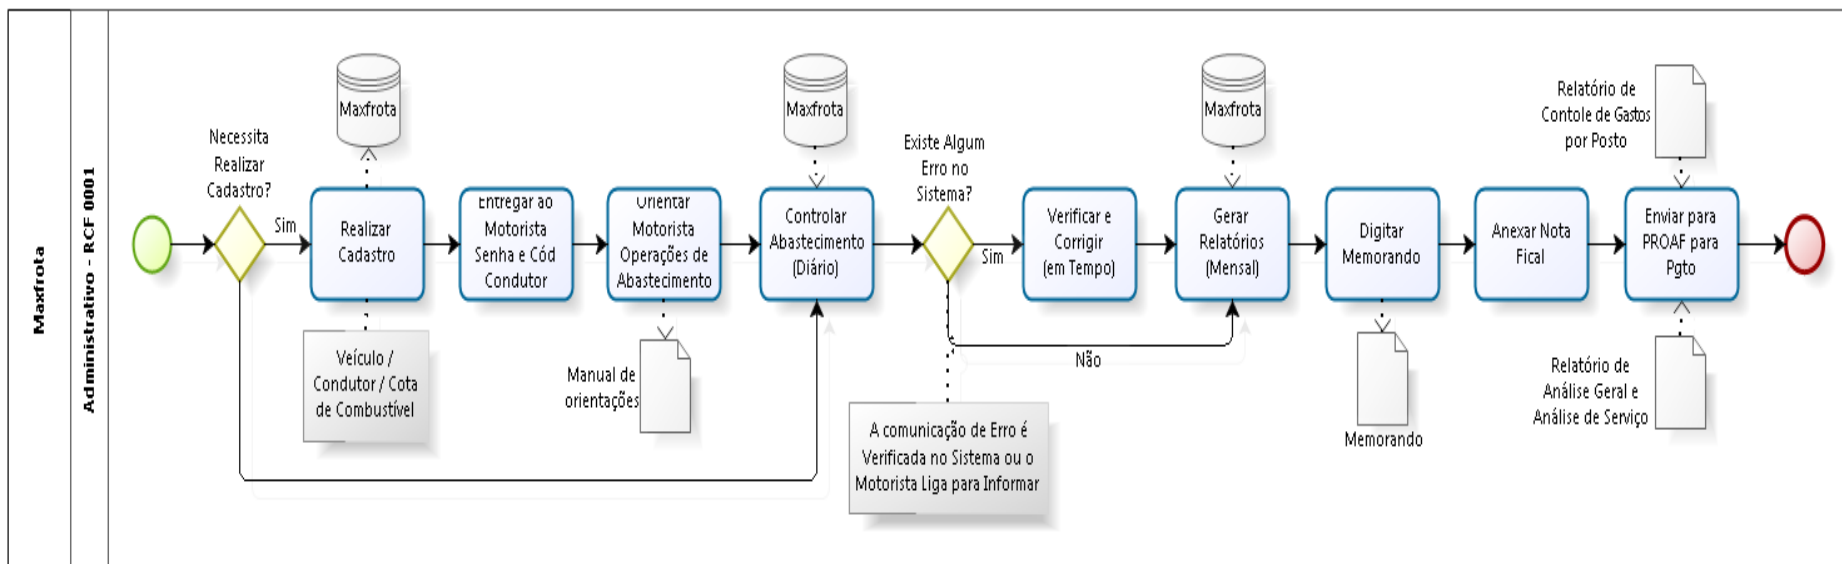 Maxfrota
Administrativo - RCF 0001
Necessita
Realizar
Cadastro?
Sim
Maxfrota
Realizar
Cadastro
Veículo /
Condutor / Cota
de Combustível
Entregar ao
Motorista
Senha e Cód
Condutor
Orientar
Motorista
Operações de
Abastecimento
Manual de
orientações
Maxfrota
Controlar
Abastecimento
(Diário)
Existe Algum
Erro no
Sistema?
Sim
Não
A comunicação de Erro é
Verificada no Sistema ou o
Motorista Liga para Informar
Verificar e
Corrigir
(em Tempo)
Maxfrota
Gerar
Relatórios
(Mensal)
Digitar
Memorando
Memorando
Anexar Nota
Fical
Relatório de
Contole de Gastos
por Posto
Enviar para
PROAF para
Pgto
Relatório de
Análise Geral e
Análise de Serviço